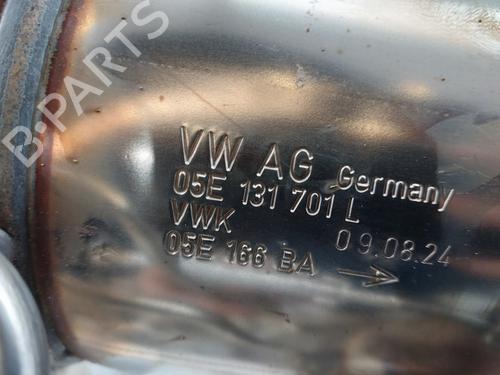 B-PARTS
VW AG Germany
05E 131 701 L
VWK 09.08.24
05E 166 BA →